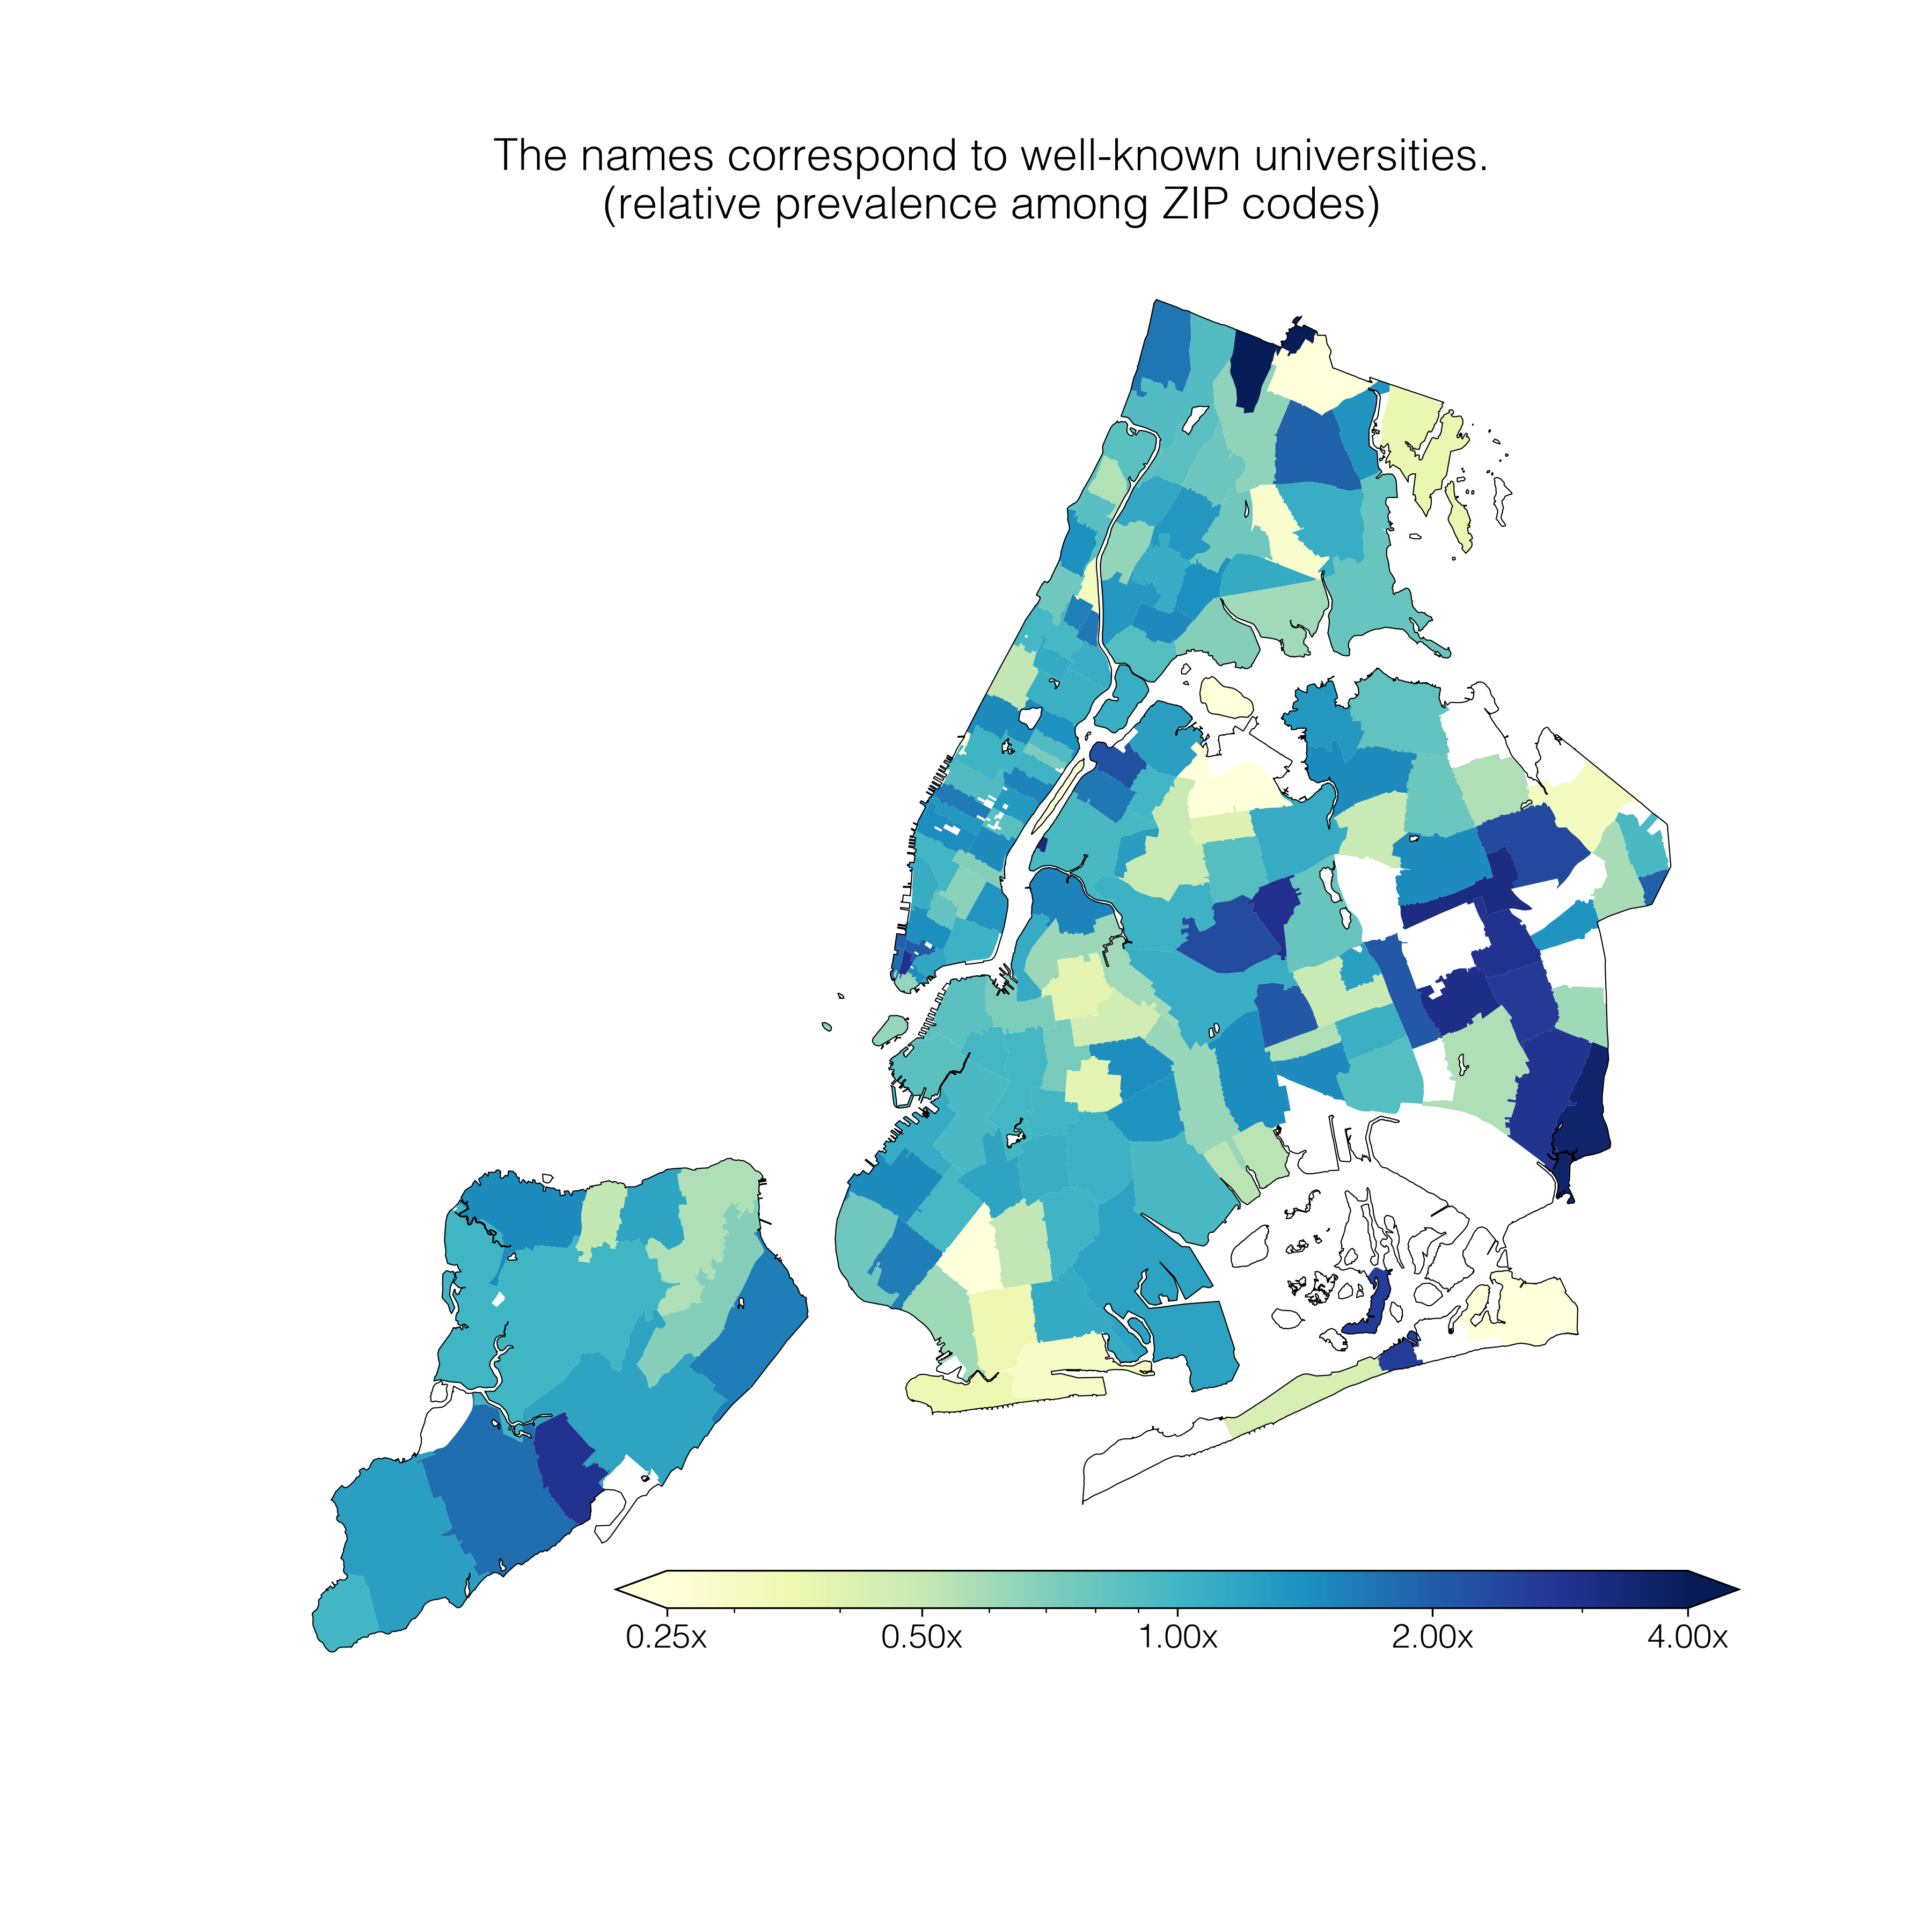 The names correspond to well-known universities.
(relative prevalence among ZIP codes)
0.25x 0.50x 1.00x 2.00x 4.00x